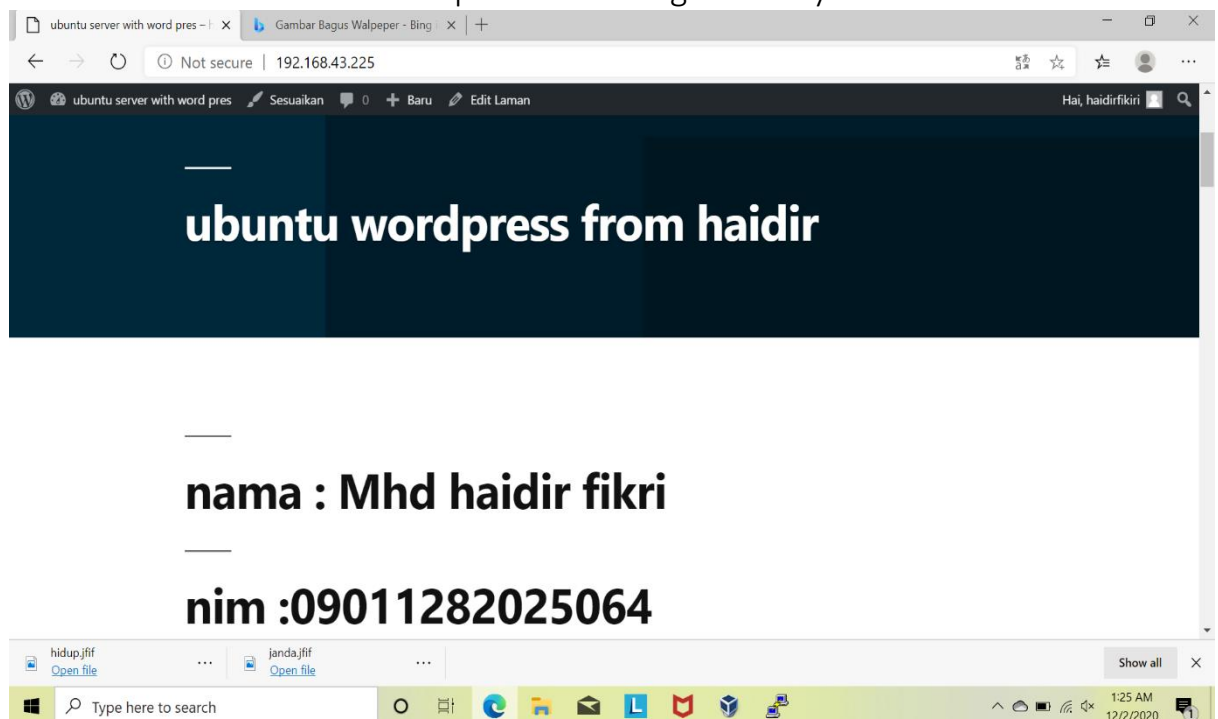 ubuntu server with word pres – h
Gambar Bagus Walpeper - Bing
Not secure | 192.168.43.225
ubuntu server with word pres Sesuaikan 0 + Baru Edit Laman Hai, haidirfikiri
ubuntu wordpress from haidir
nama : Mhd haidir fikri
nim :09011282025064
hidup.jfif
Open file
janda.jfif
Open file
Show all
Type here to search
1:25 AM
12/2/2020